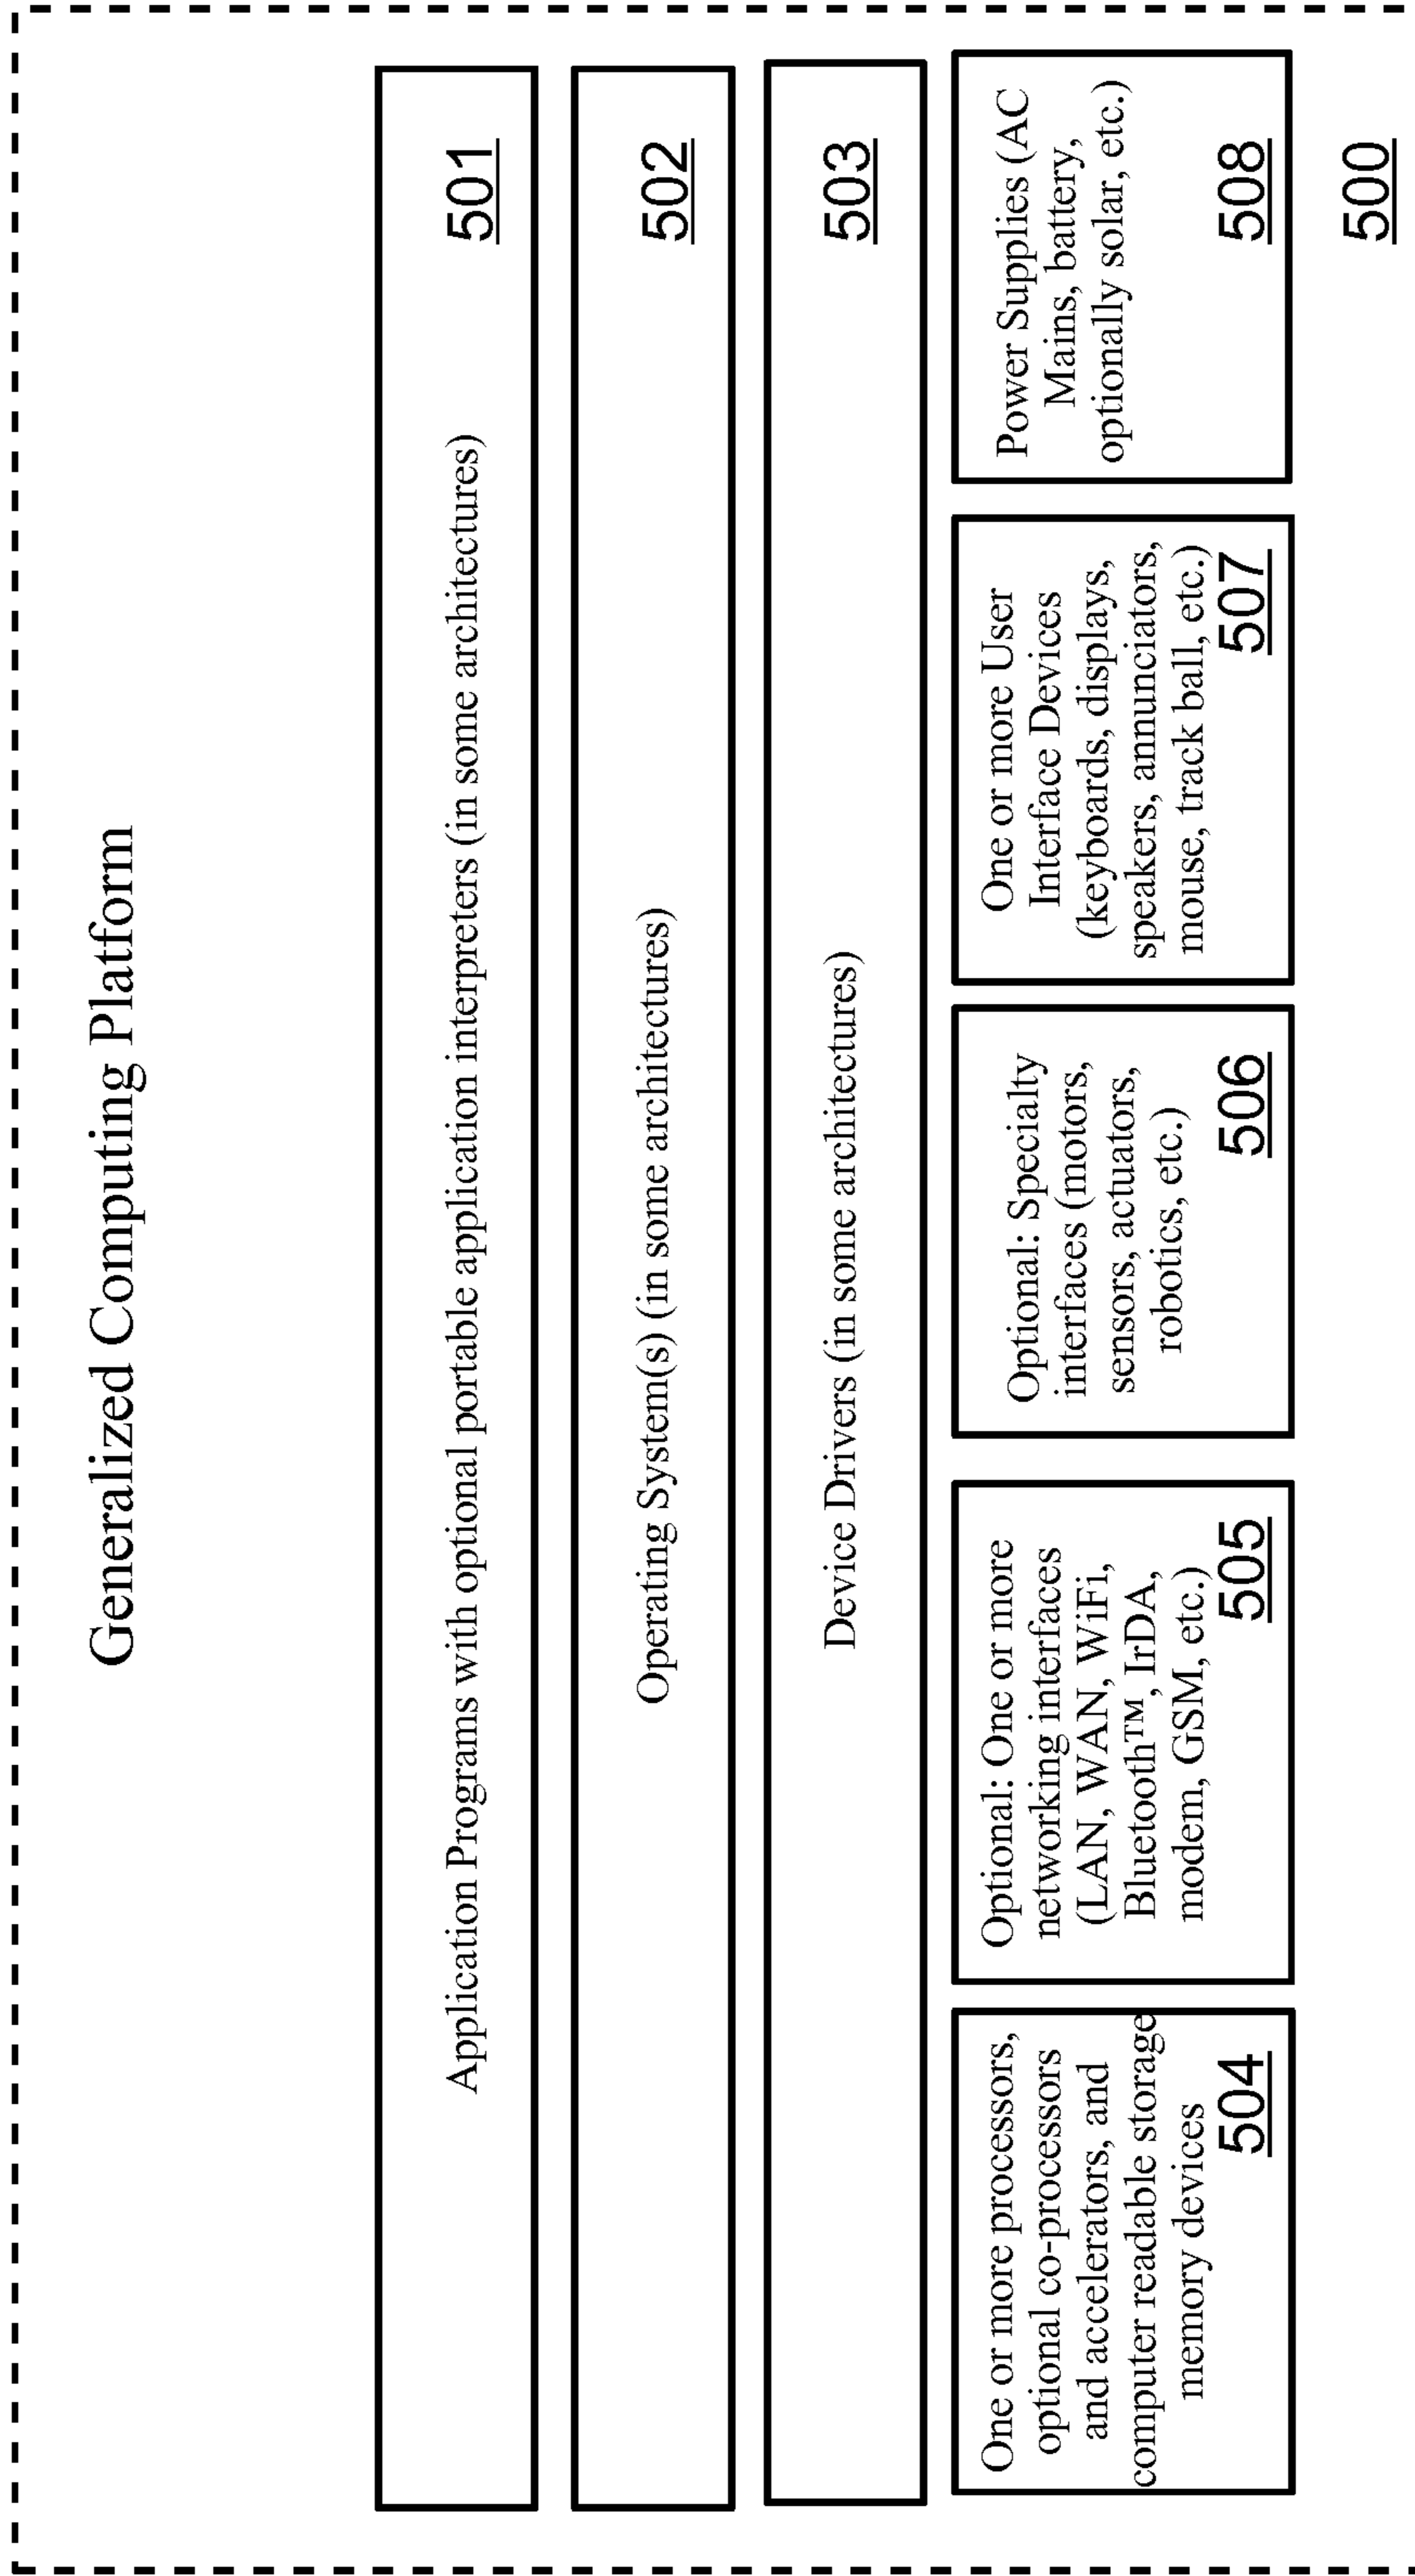 Generalized Computing Platform
Application Programs with optional portable application interpreters (in some architectures)
501
Operating System(s) (in some architectures)
502
Device Drivers (in some architectures)
503
One or more processors,
optional co-processors
and accelerators, and
computer readable storage
memory devices
504
Optional: One or more
networking interfaces
(LAN, WAN, WiFi,
Bluetooth™, IrDA,
modem, GSM, etc.)
505
Optional: Specialty
interfaces (motors,
sensors, actuators,
robotics, etc.)
506
One or more User
Interface Devices
(keyboards, displays,
speakers, annunciators,
mouse, track ball, etc.)
507
Power Supplies (AC
Mains, battery,
optionally solar, etc.)
508
500